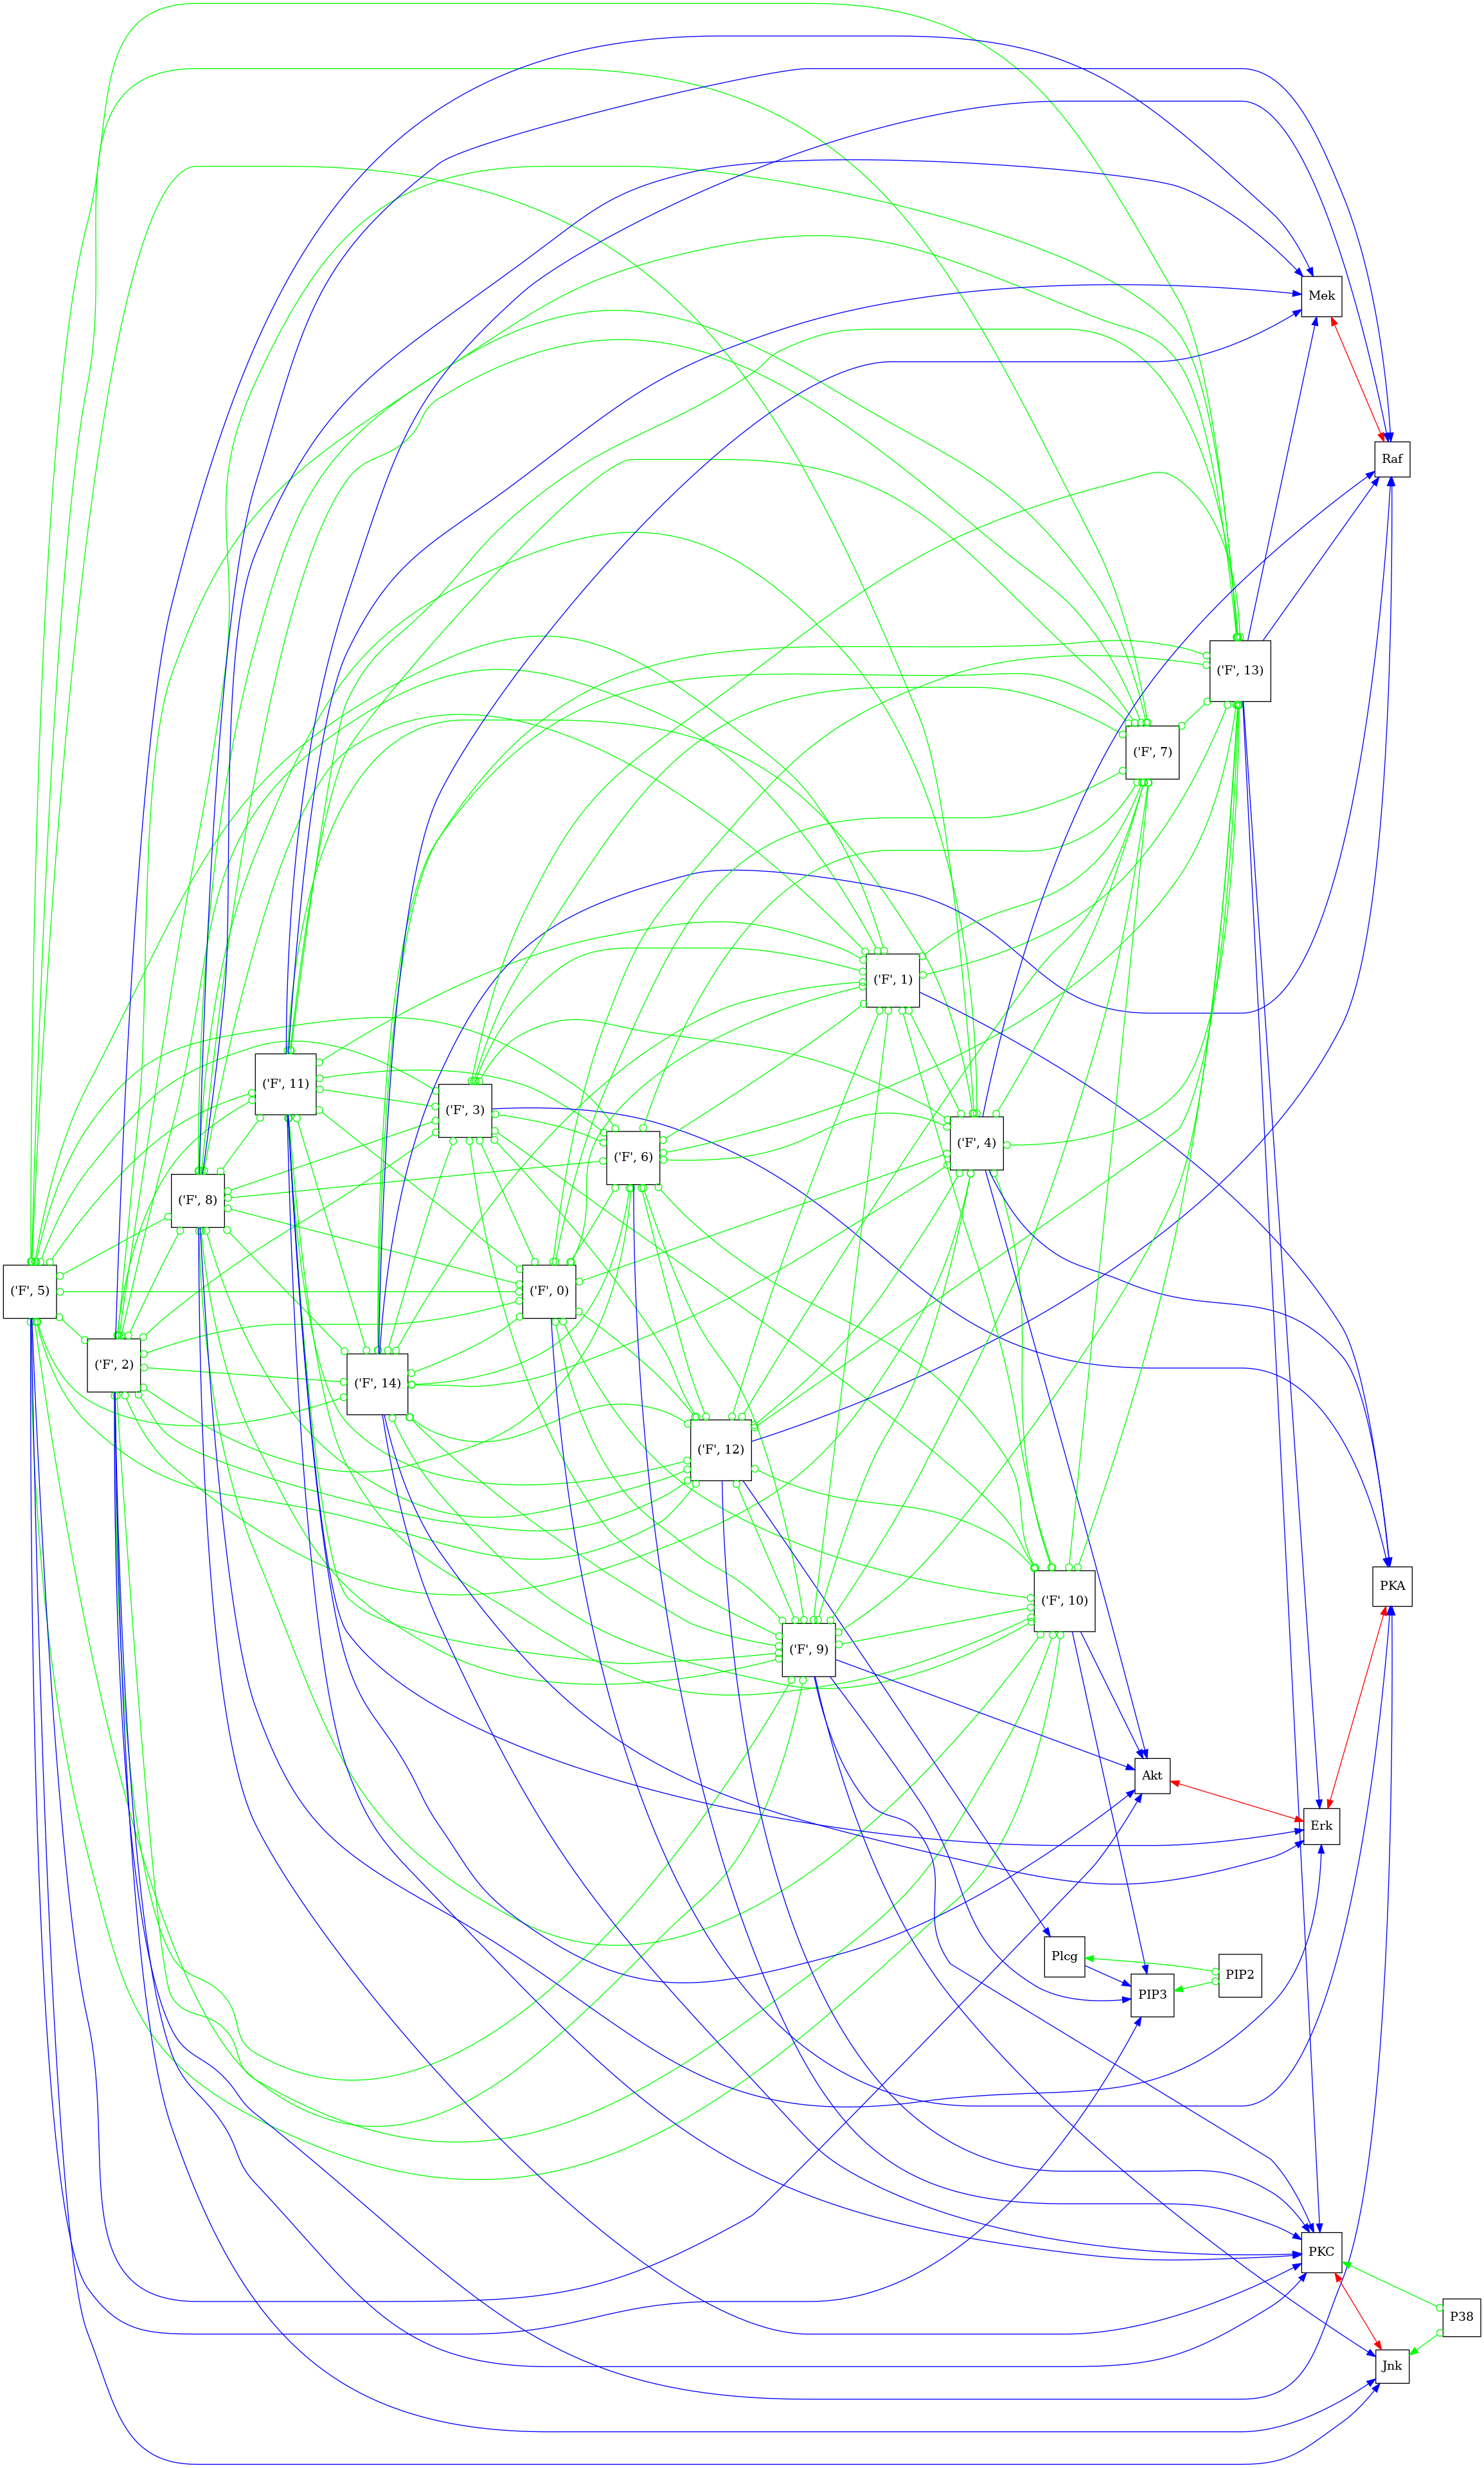 Mek
Raf
('F', 13)
('F', 7)
('F', 1)
('F', 11)
('F', 3)
('F', 4)
('F', 6)
('F', 8)
('F', 5)
('F', 0)
('F', 2)
('F', 14)
('F', 12)
PKA
('F', 10)
('F', 9)
Akt
Erk
Plcg
PIP2
PIP3
PKC
P38
Jnk